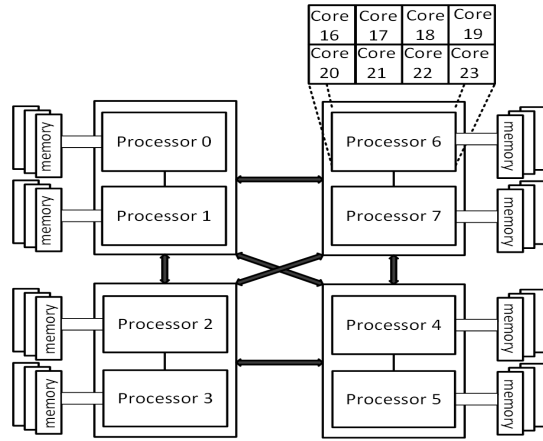 Core 16
Core 17
Core 18
Core 19
Core 20
Core 21
Core 22
Core 23
memory
Processor 0
Processor 6
memory
memory
Processor 1
Processor 7
memory
memory
Processor 2
Processor 4
memory
memory
Processor 3
Processor 5
memory